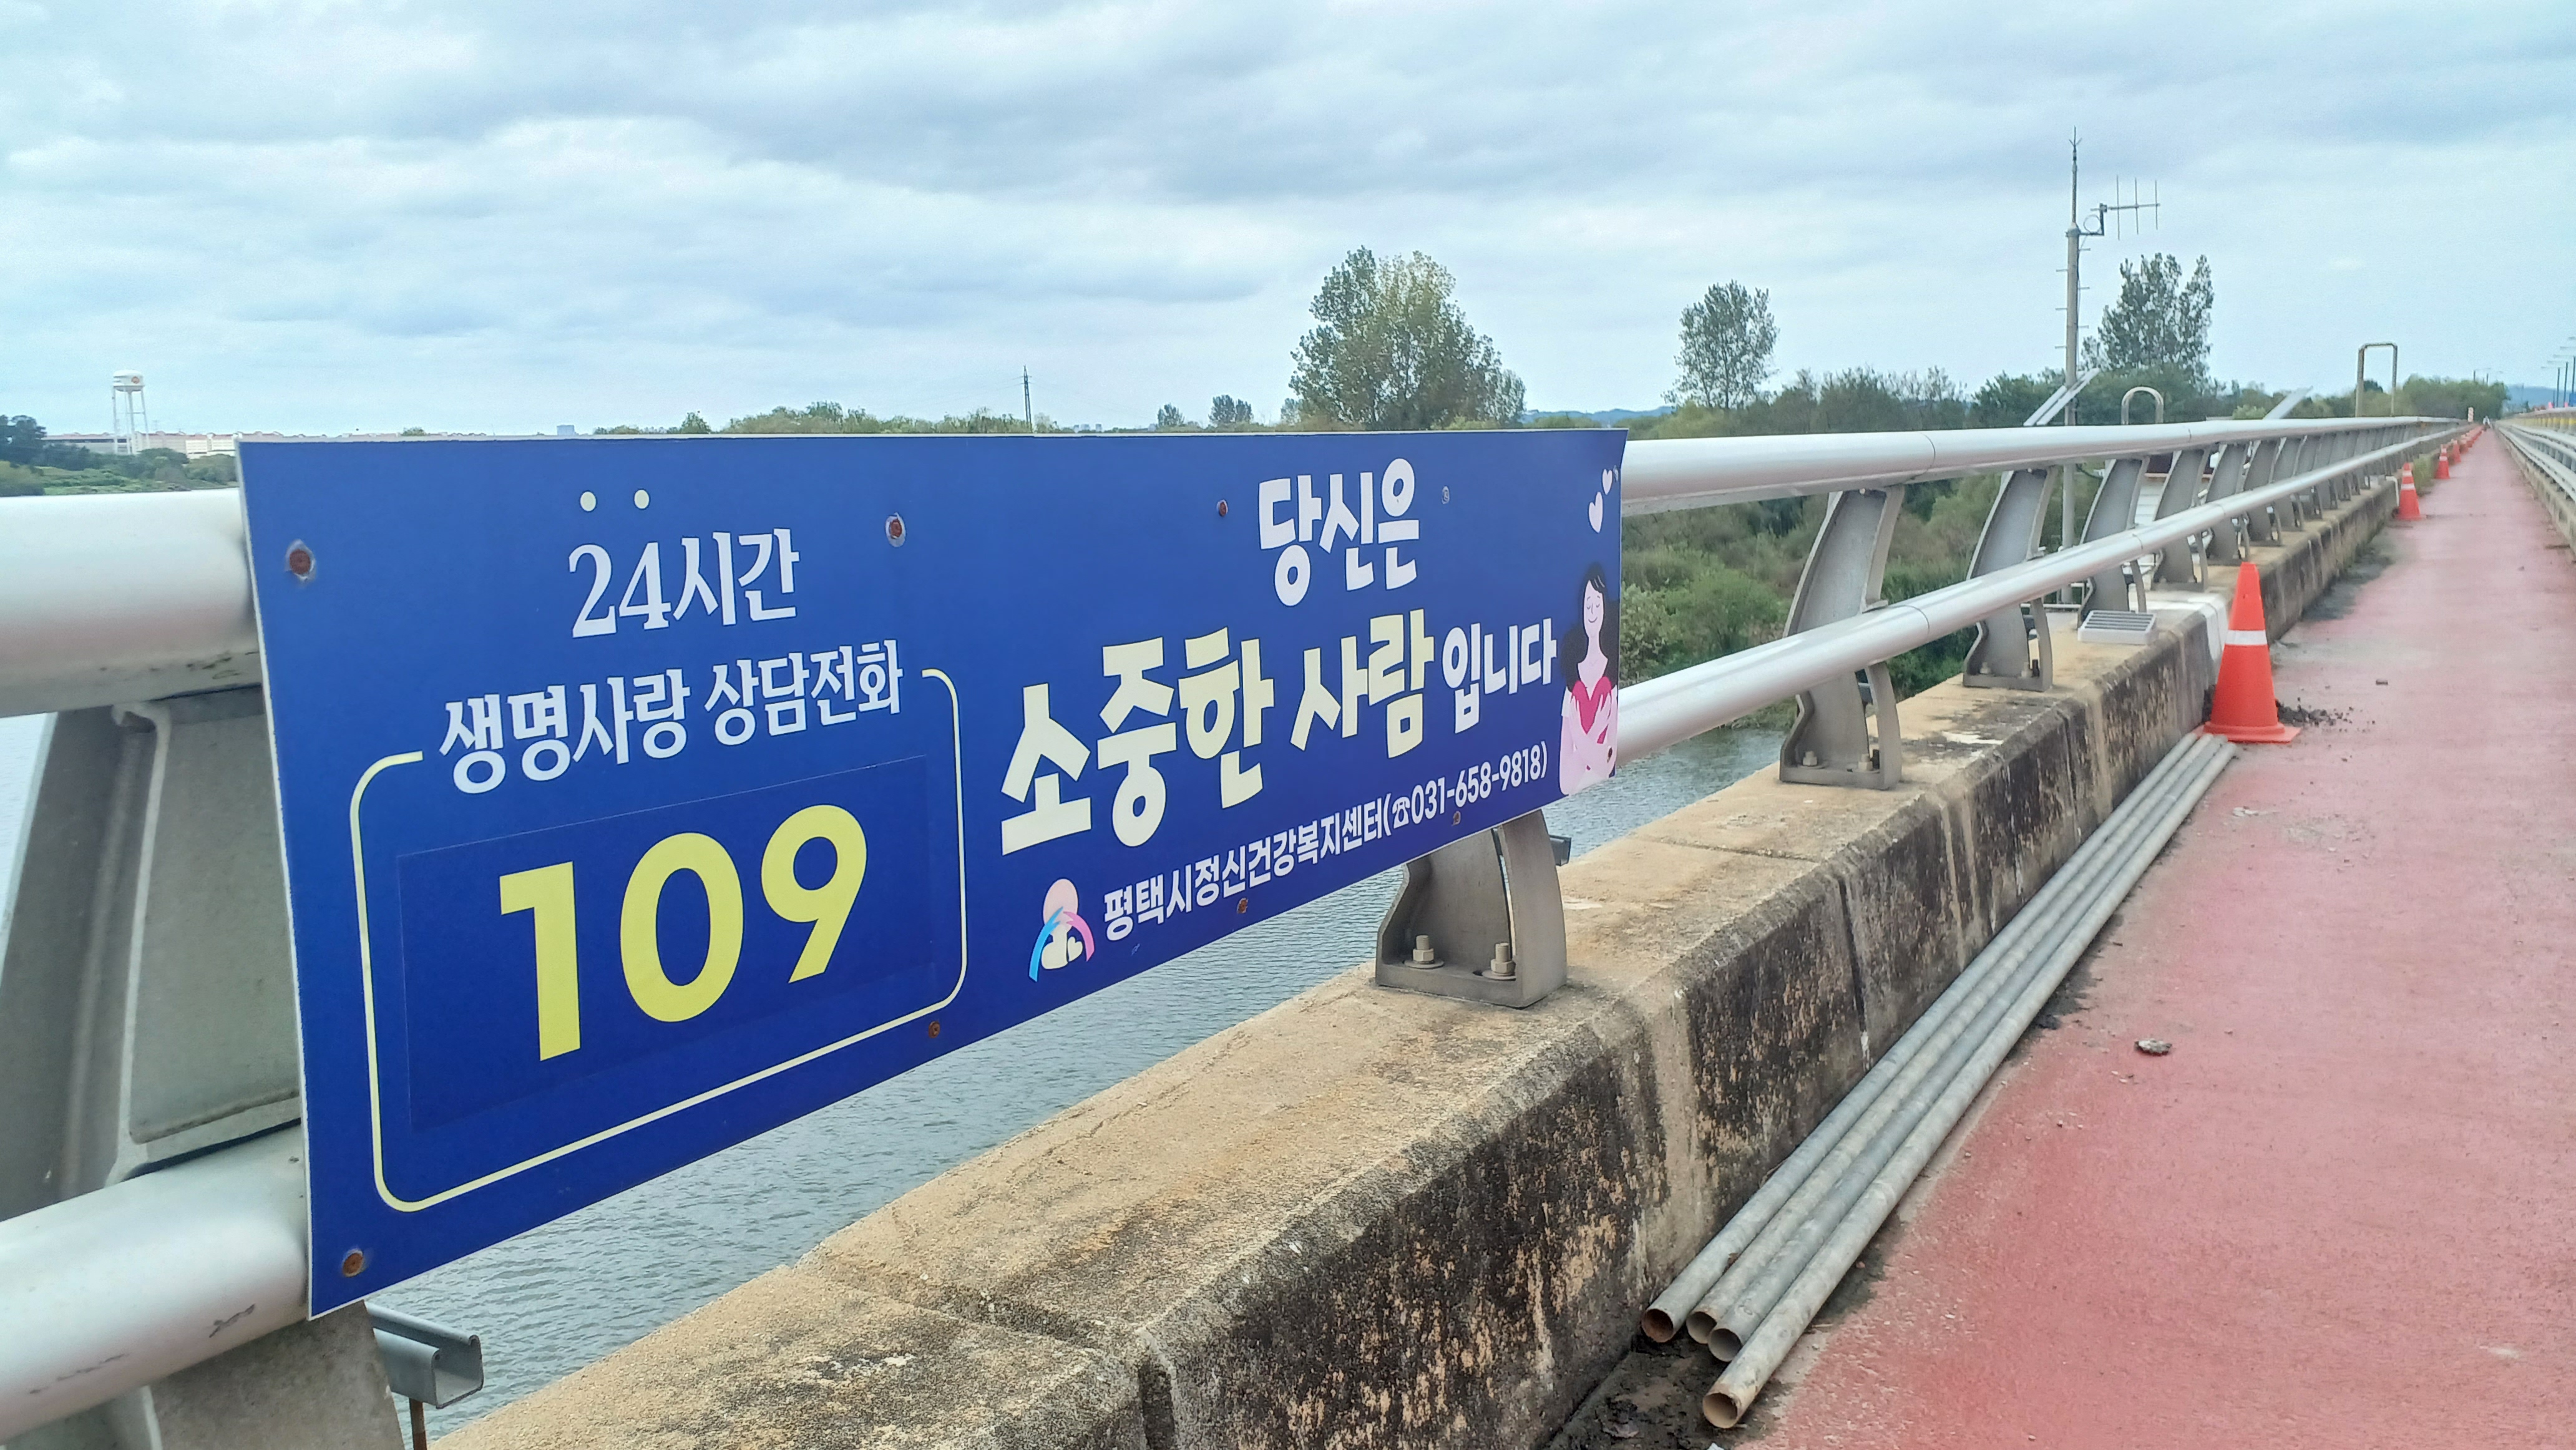 24시간
생명사랑 상담전화
109
당신은
소중한 사람입니다
평택시정신건강복지센터(☎031-658-9818)